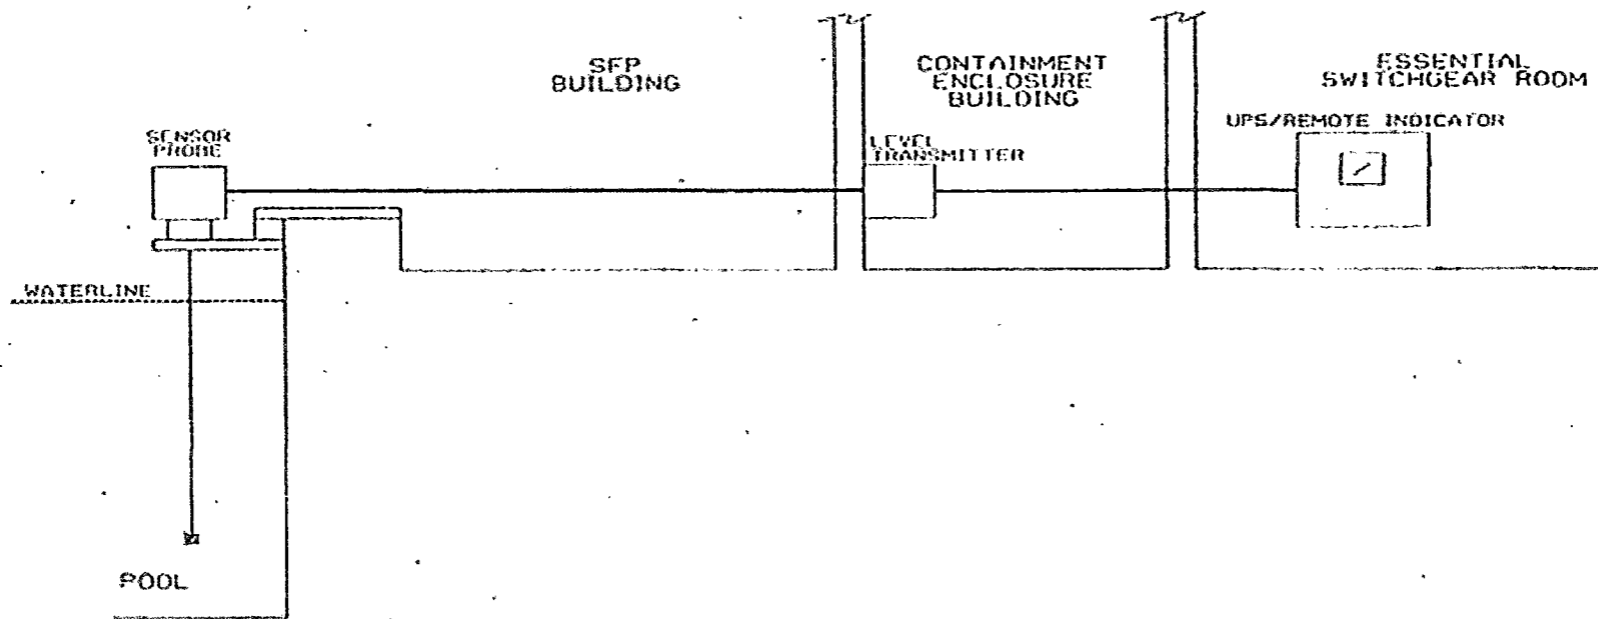 SFP
BUILDING
CONTAINMENT
ENCLOSURE
BUILDING
ESSENTIAL
SWITCHGEAR ROOM
SENSOR
PROBE
LEVEL
TRANSMITTER
UPS/REMOTE INDICATOR
WATERLINE
POOL